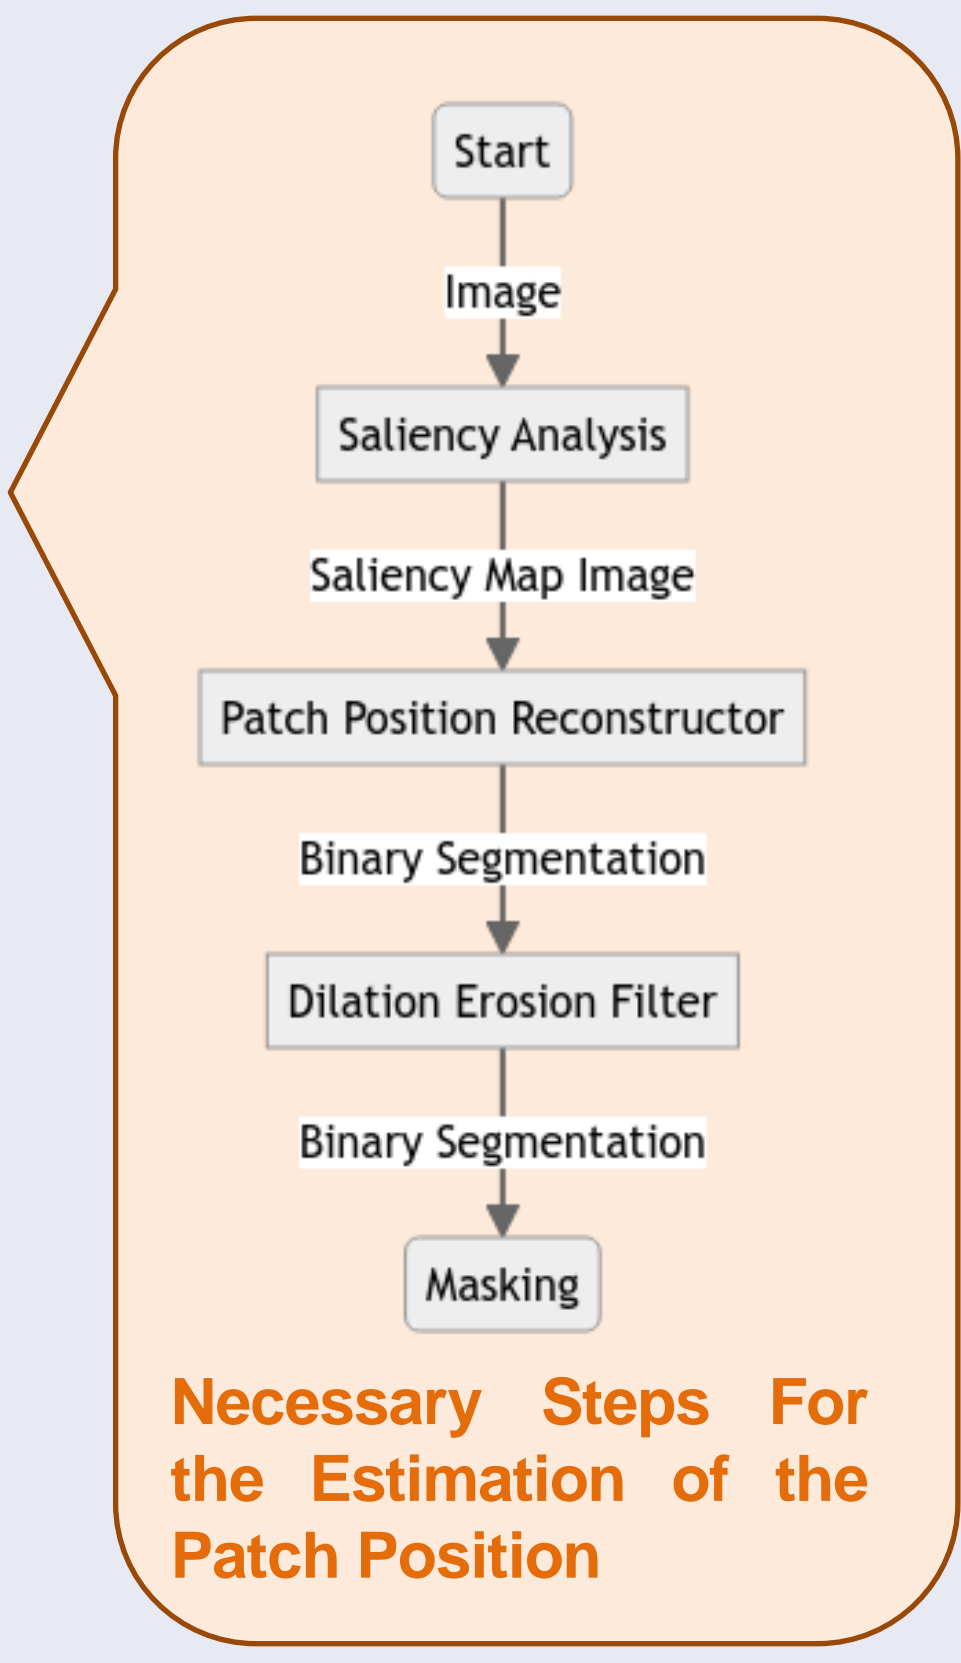 Start
Image
Saliency Analysis
Saliency Map Image
Patch Position Reconstructor
Binary Segmentation
Dilation Erosion Filter
Binary Segmentation
Masking
Necessary Steps For
the Estimation of the
Patch Position